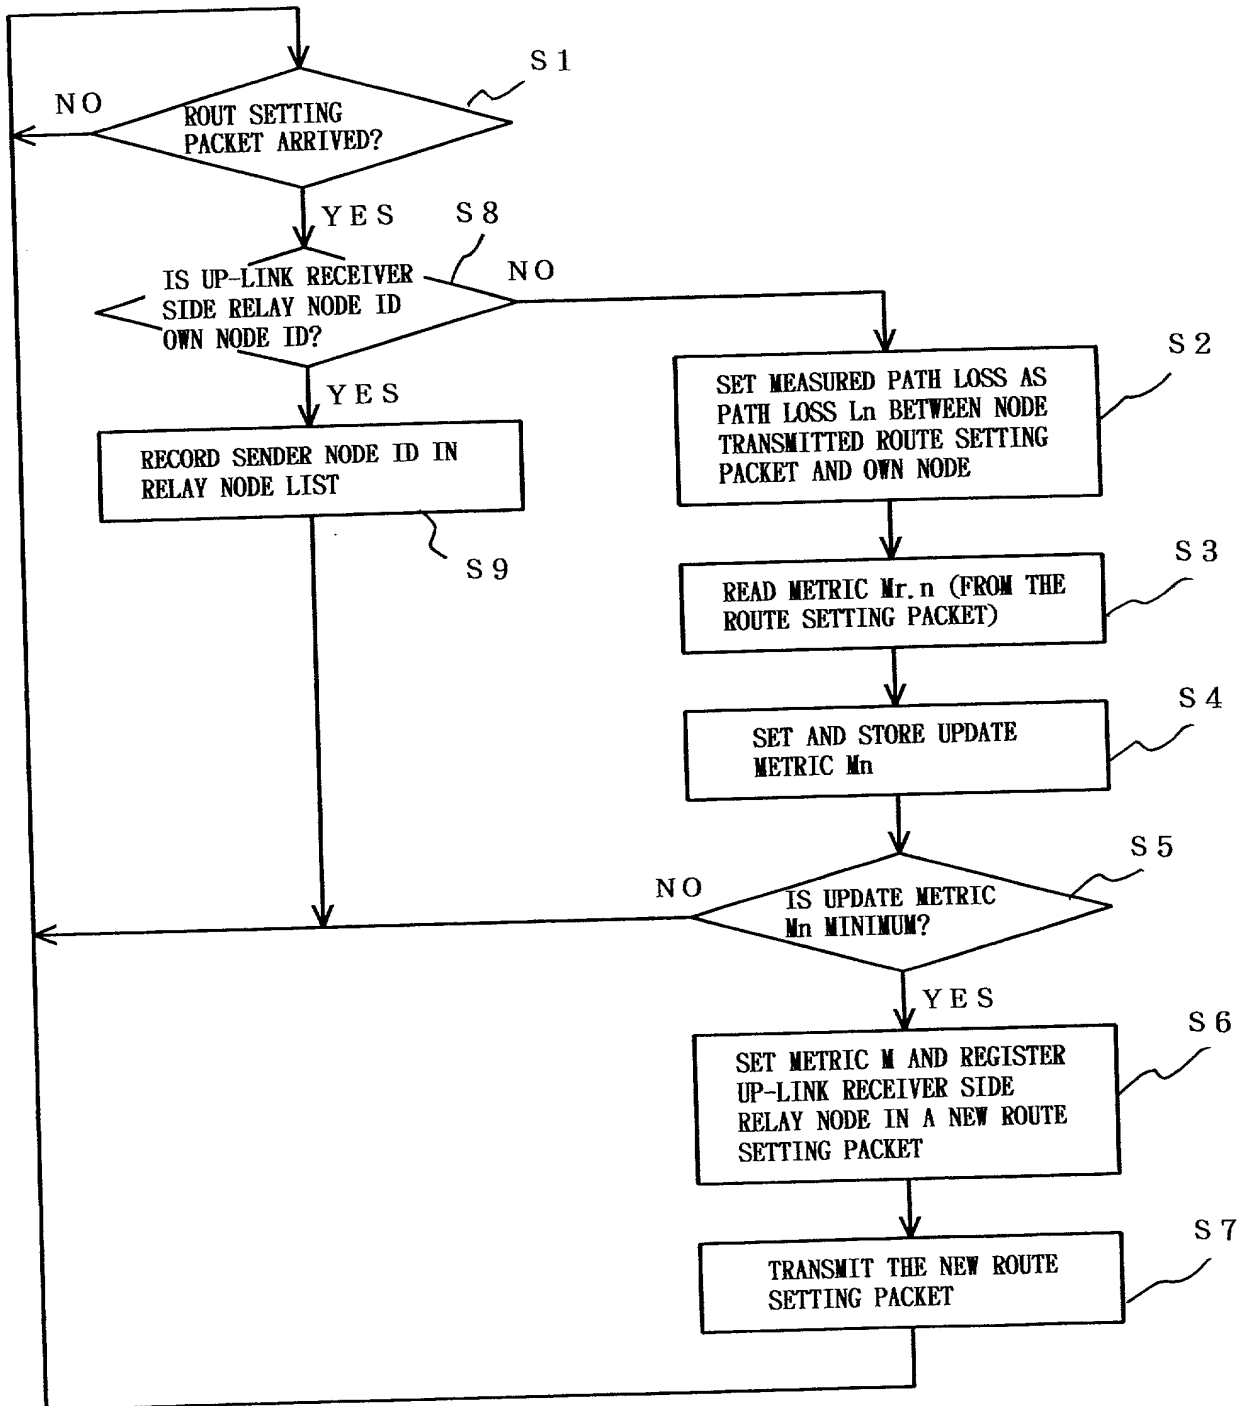 S1
NO
ROUT SETTING
PACKET ARRIVED?
YES
S8
IS UP-LINK RECEIVER
SIDE RELAY NODE ID
OWN NODE ID?
NO
YES
RECORD SENDER NODE ID IN
RELAY NODE LIST
S9
S2
SET MEASURED PATH LOSS AS
PATH LOSS Ln BETWEEN NODE
TRANSMITTED ROUTE SETTING
PACKET AND OWN NODE
S3
READ METRIC Mr.n (FROM THE
ROUTE SETTING PACKET)
S4
SET AND STORE UPDATE
METRIC Mn
S5
NO
IS UPDATE METRIC
Mn MINIMUM?
YES
S6
SET METRIC M AND REGISTER
UP-LINK RECEIVER SIDE
RELAY NODE IN A NEW ROUTE
SETTING PACKET
S7
TRANSMIT THE NEW ROUTE
SETTING PACKET